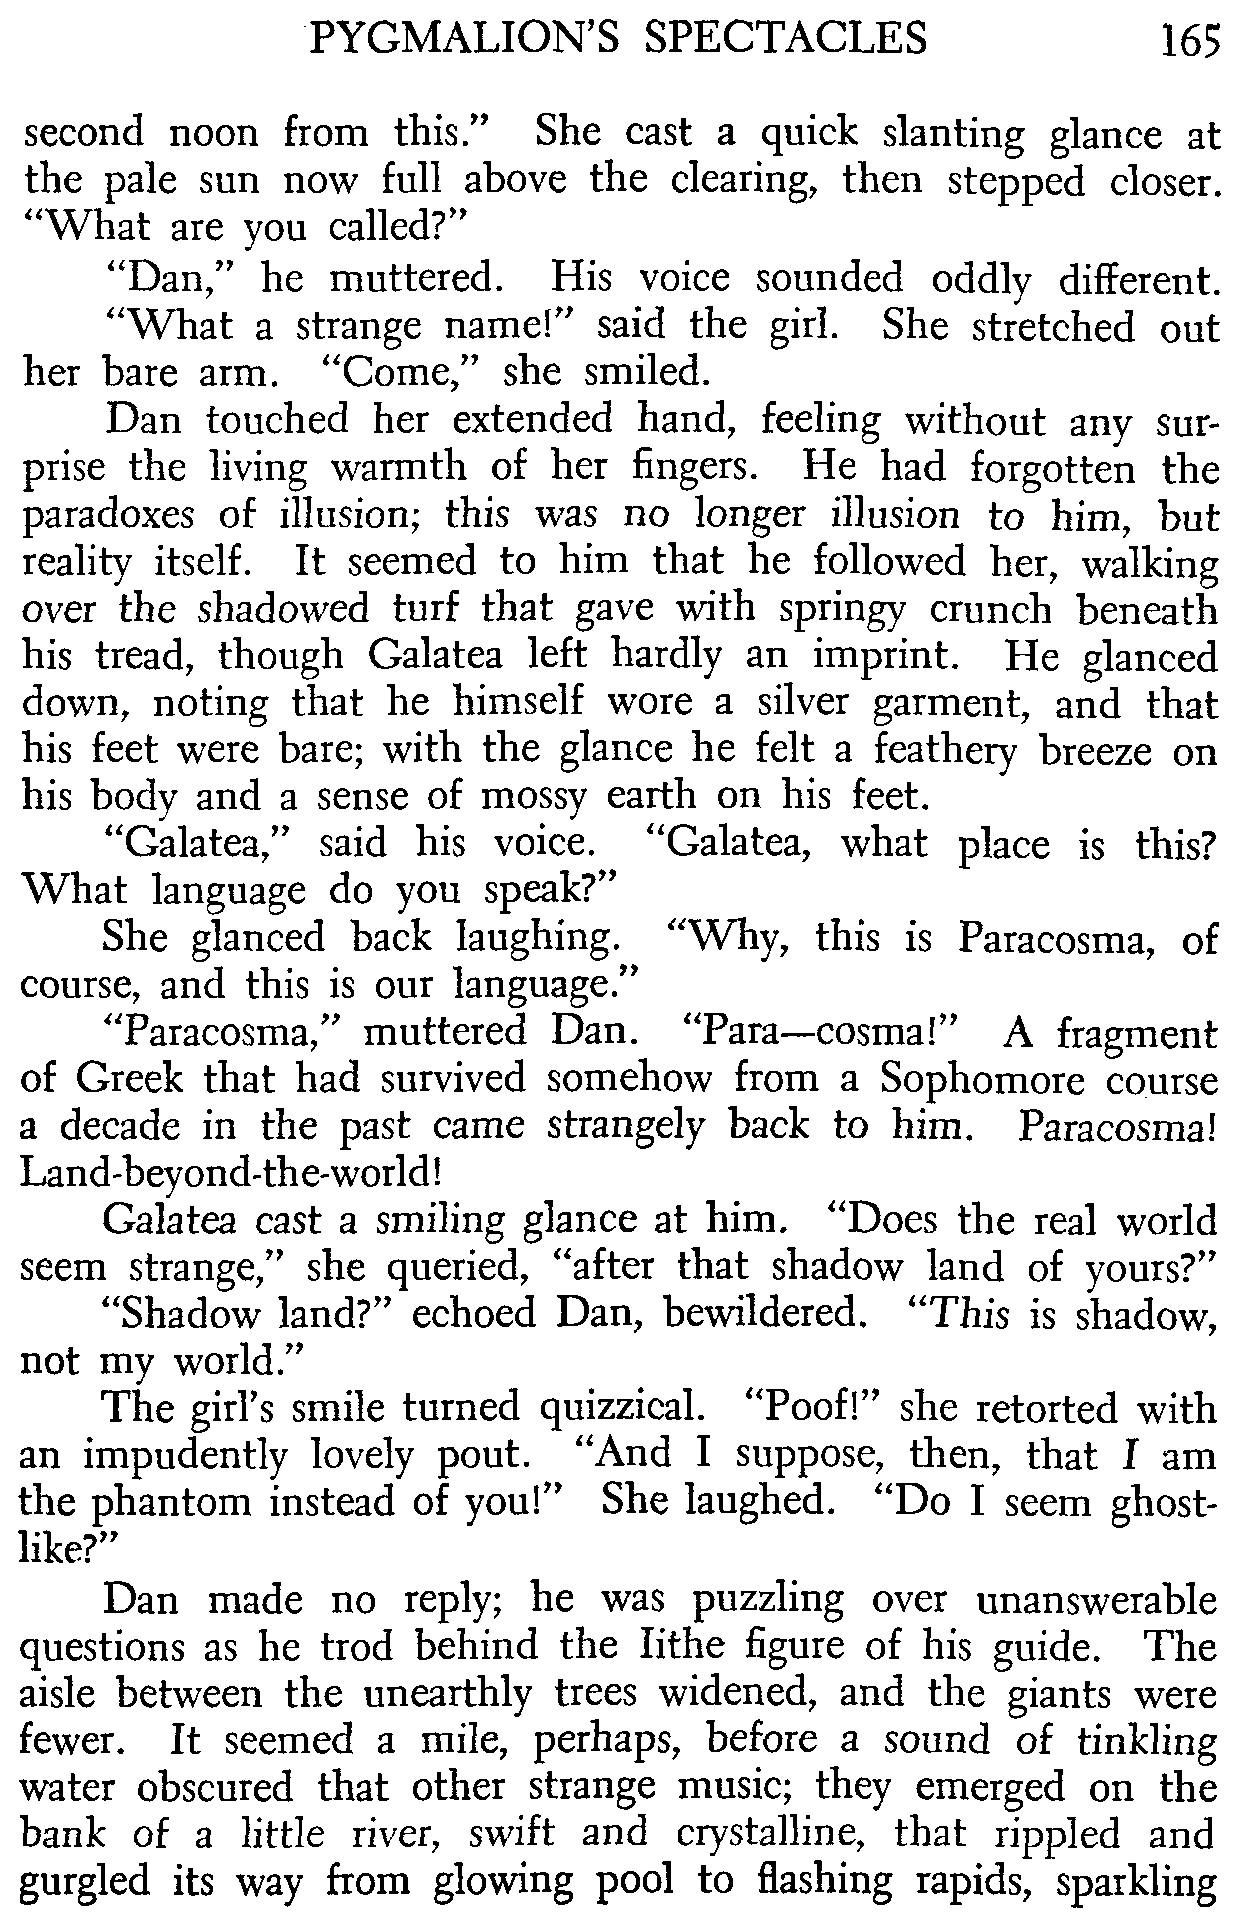 PYGMALION'S SPECTACLES 165
second noon from this." She cast a quick slanting glance at
the pale sun now full above the clearing, then stepped closer.
"What are you called?"
"Dan," he muttered. His voice sounded oddly different.
"What a strange name!" said the girl. She stretched out
her bare arm. "Come," she smiled.
Dan touched her extended hand, feeling without any sur-
prise the living warmth of her fingers. He had forgotten the
paradoxes of illusion; this was no longer illusion to him, but
reality itself. It seemed to him that he followed her, walking
over the shadowed turf that gave with springy crunch beneath
his tread, though Galatea left hardly an imprint. He glanced
down, noting that he himself wore a silver garment, and that
his feet were bare; with the glance he felt a feathery breeze on
his body and a sense of mossy earth on his feet.
"Galatea," said his voice. "Galatea, what place is this?
What language do you speak?"
She glanced back laughing. "Why, this is Paracosma, of
course, and this is our language."
"Paracosma," muttered Dan. "Para—cosma!" A fragment
of Greek that had survived somehow from a Sophomore course
a decade in the past came strangely back to him. Paracosma!
Land-beyond-the-world!
Galatea cast a smiling glance at him. "Does the real world
seem strange," she queried, "after that shadow land of yours?"
"Shadow land?" echoed Dan, bewildered. "This is shadow,
not my world."
The girl's smile turned quizzical. "Poof!" she retorted with
an impudently lovely pout. "And I suppose, then, that I am
the phantom instead of you!" She laughed. "Do I seem ghost-
like?"
Dan made no reply; he was puzzling over unanswerable
questions as he trod behind the lithe figure of his guide. The
aisle between the unearthly trees widened, and the giants were
fewer. It seemed a mile, perhaps, before a sound of tinkling
water obscured that other strange music; they emerged on the
bank of a little river, swift and crystalline, that rippled and
gurgled its way from glowing pool to flashing rapids, sparkling